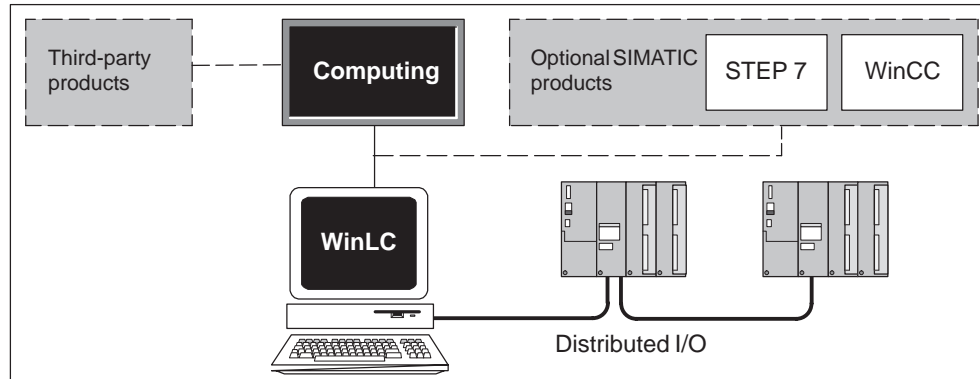 Third-party
products
Computing
Optional SIMATIC
products
STEP 7
WinCC
WinLC
Distributed I/O